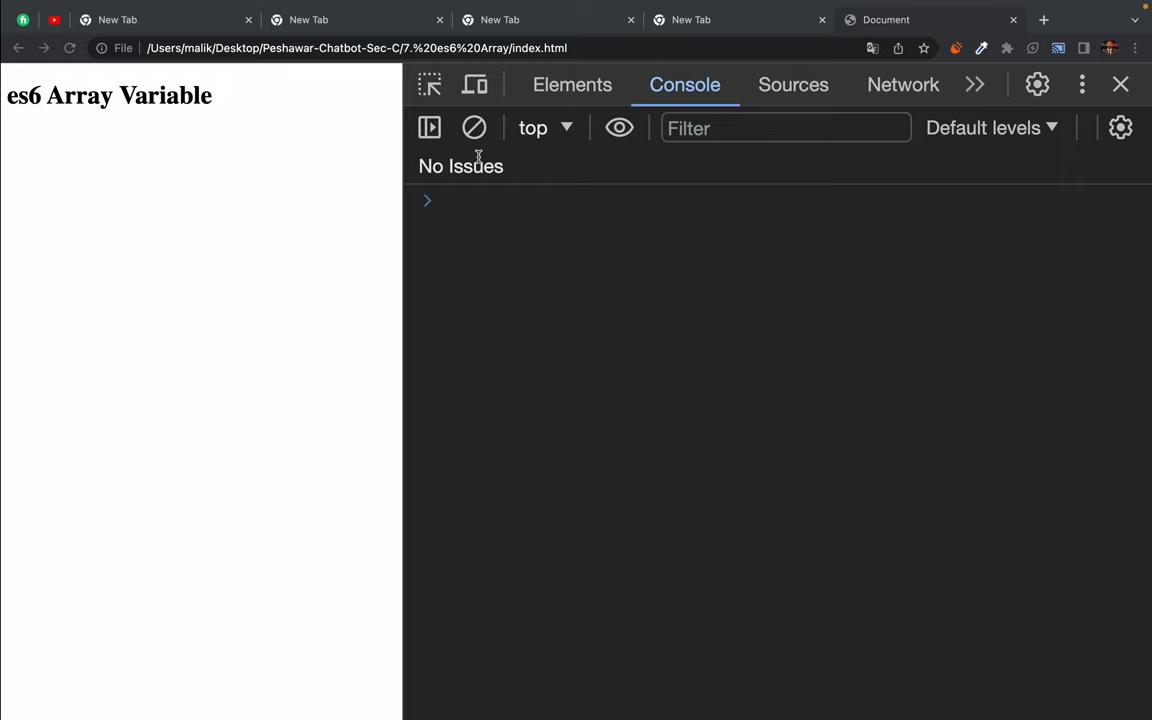 New Tab
New Tab
New Tab
New Tab
Document
File
/Users/malik/Desktop/Peshawar-Chatbot-Sec-C/7.%20es6%20Array/index.html
es6 Array Variable
Elements
Console
Sources
Network
top
Filter
Default levels
No Issues